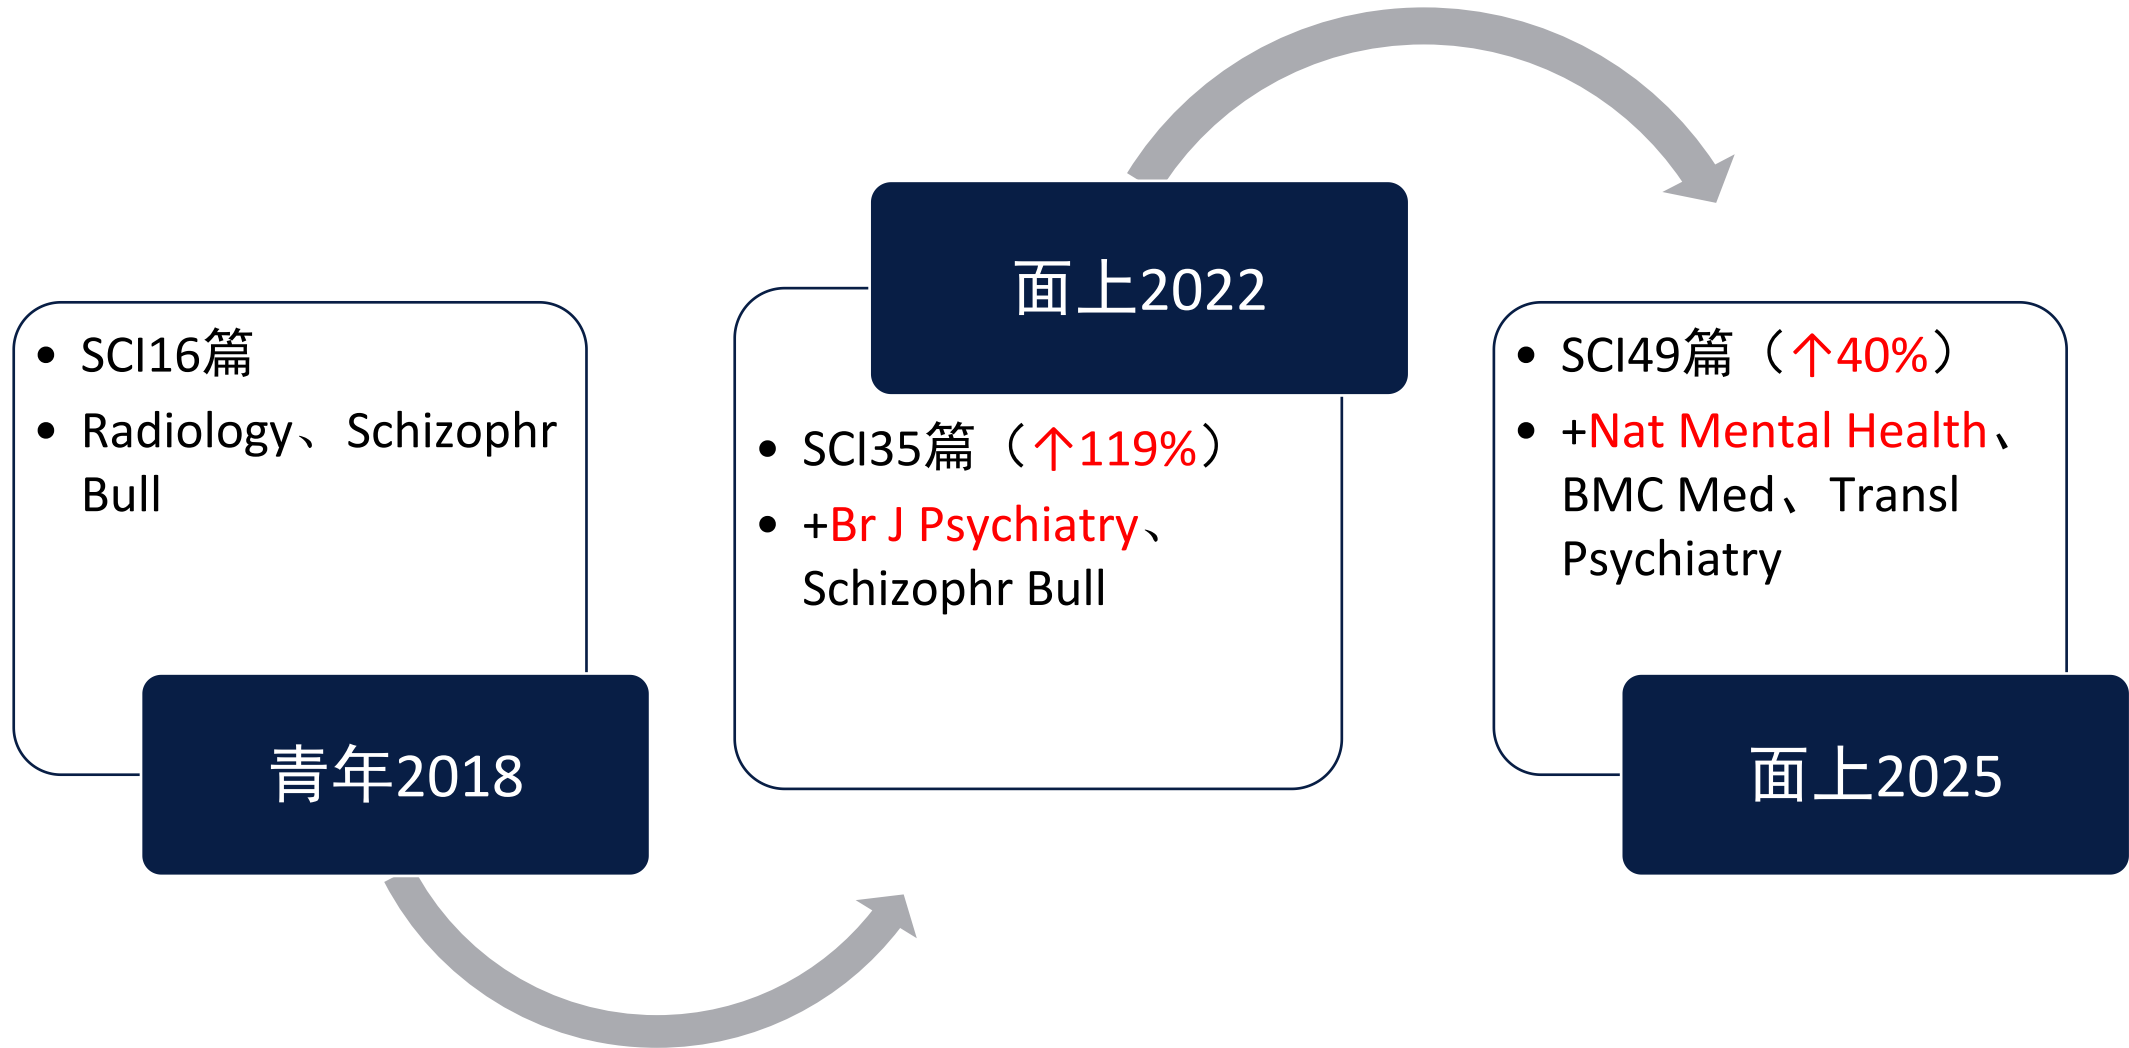 • SCI16篇
• Radiology、Schizophr
Bull
青年2018
面上2022
• SCI35篇（↑119%）
• +Br J Psychiatry、
Schizophr Bull
• SCI49篇（↑40%）
• +Nat Mental Health、
BMC Med、Transl
Psychiatry
面上2025